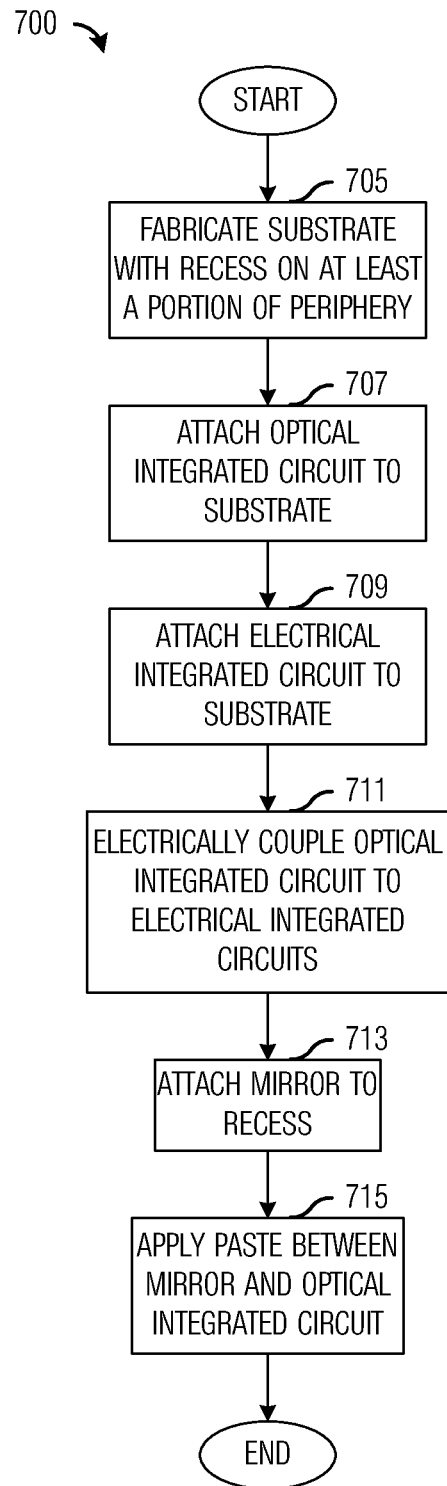 700
START
705
FABRICATE SUBSTRATE
WITH RECESS ON AT LEAST
A PORTION OF PERIPHERY
707
ATTACH OPTICAL
INTEGRATED CIRCUIT TO
SUBSTRATE
709
ATTACH ELECTRICAL
INTEGRATED CIRCUIT TO
SUBSTRATE
711
ELECTRICALLY COUPLE OPTICAL
INTEGRATED CIRCUIT TO
ELECTRICAL INTEGRATED
CIRCUITS
713
ATTACH MIRROR TO
RECESS
715
APPLY PASTE BETWEEN
MIRROR AND OPTICAL
INTEGRATED CIRCUIT
END